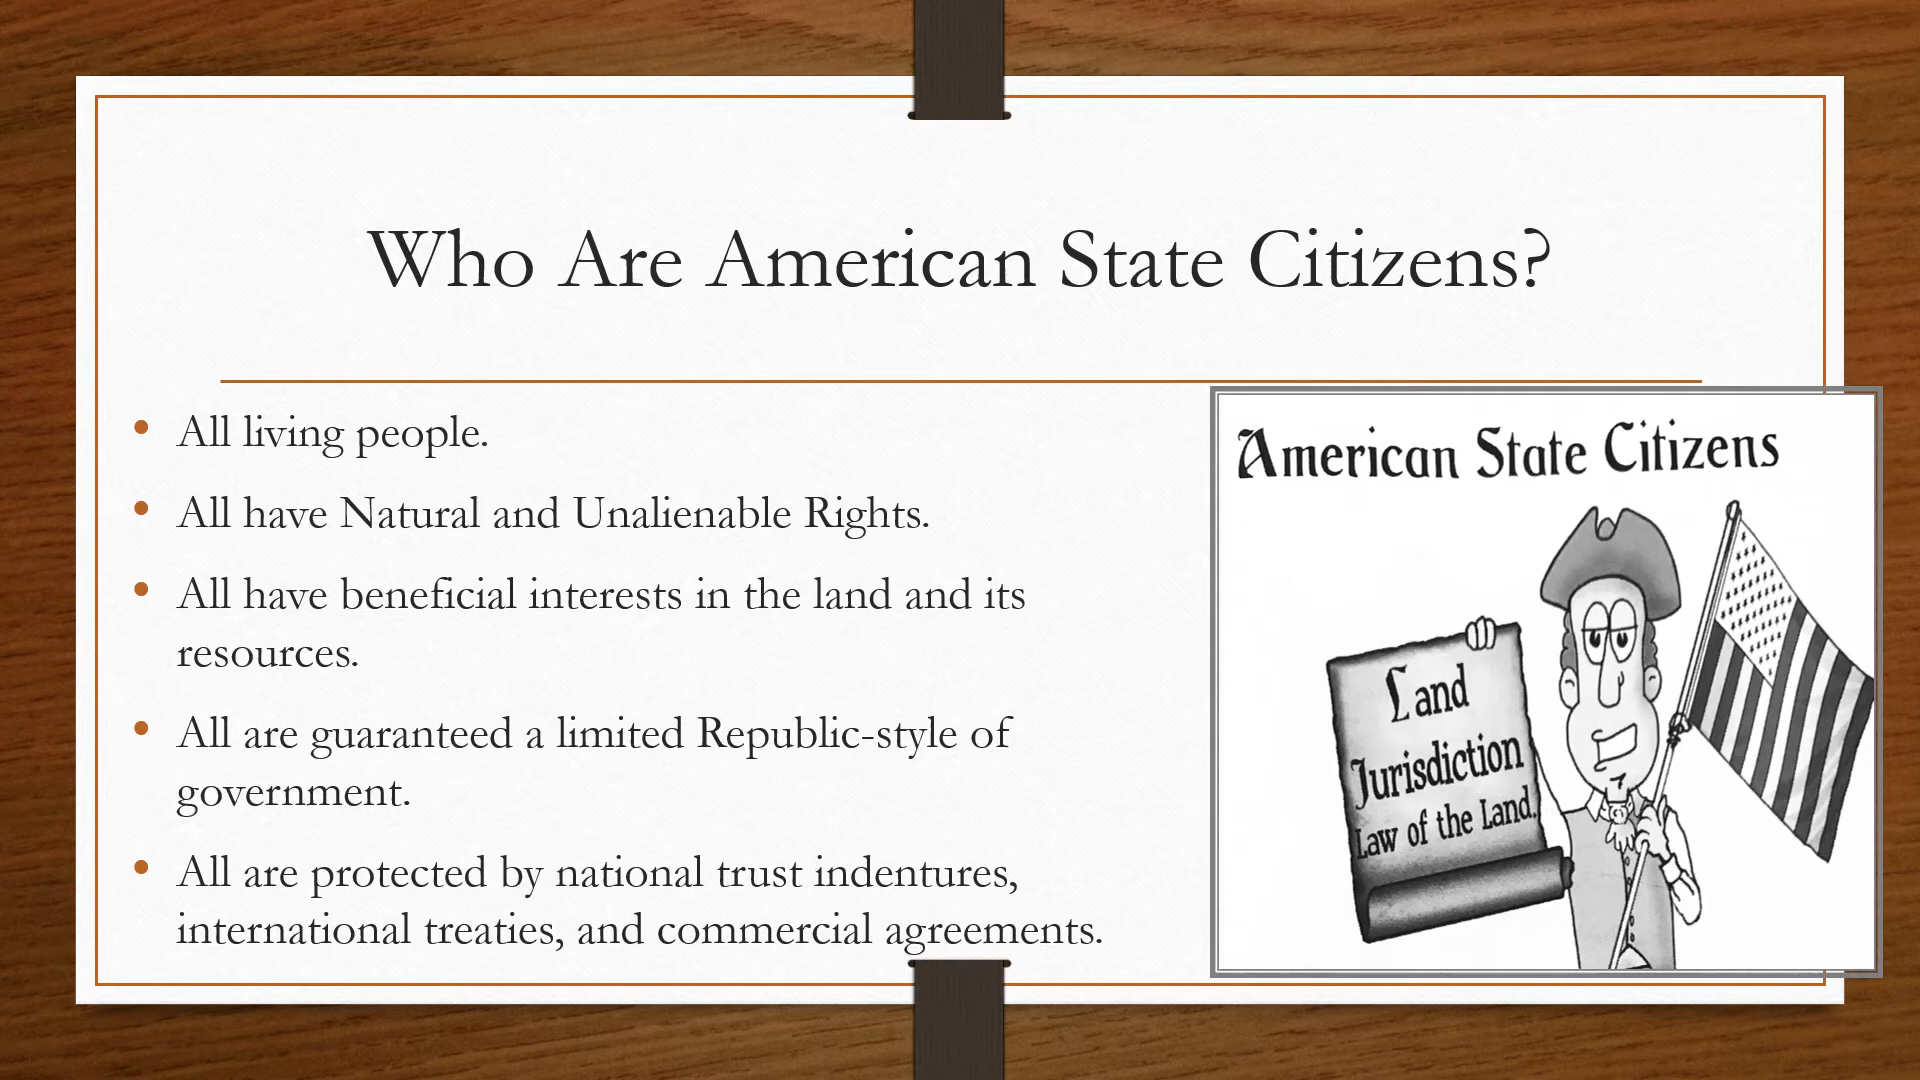 Who Are American State Citizens?
• All living people.
• All have Natural and Unalienable Rights.
• All have beneficial interests in the land and its
resources.
• All are guaranteed a limited Republic-style of
government.
• All are protected by national trust indentures,
international treaties, and commercial agreements.
American State Citizens
Land
Jurisdiction
Law of the Land.